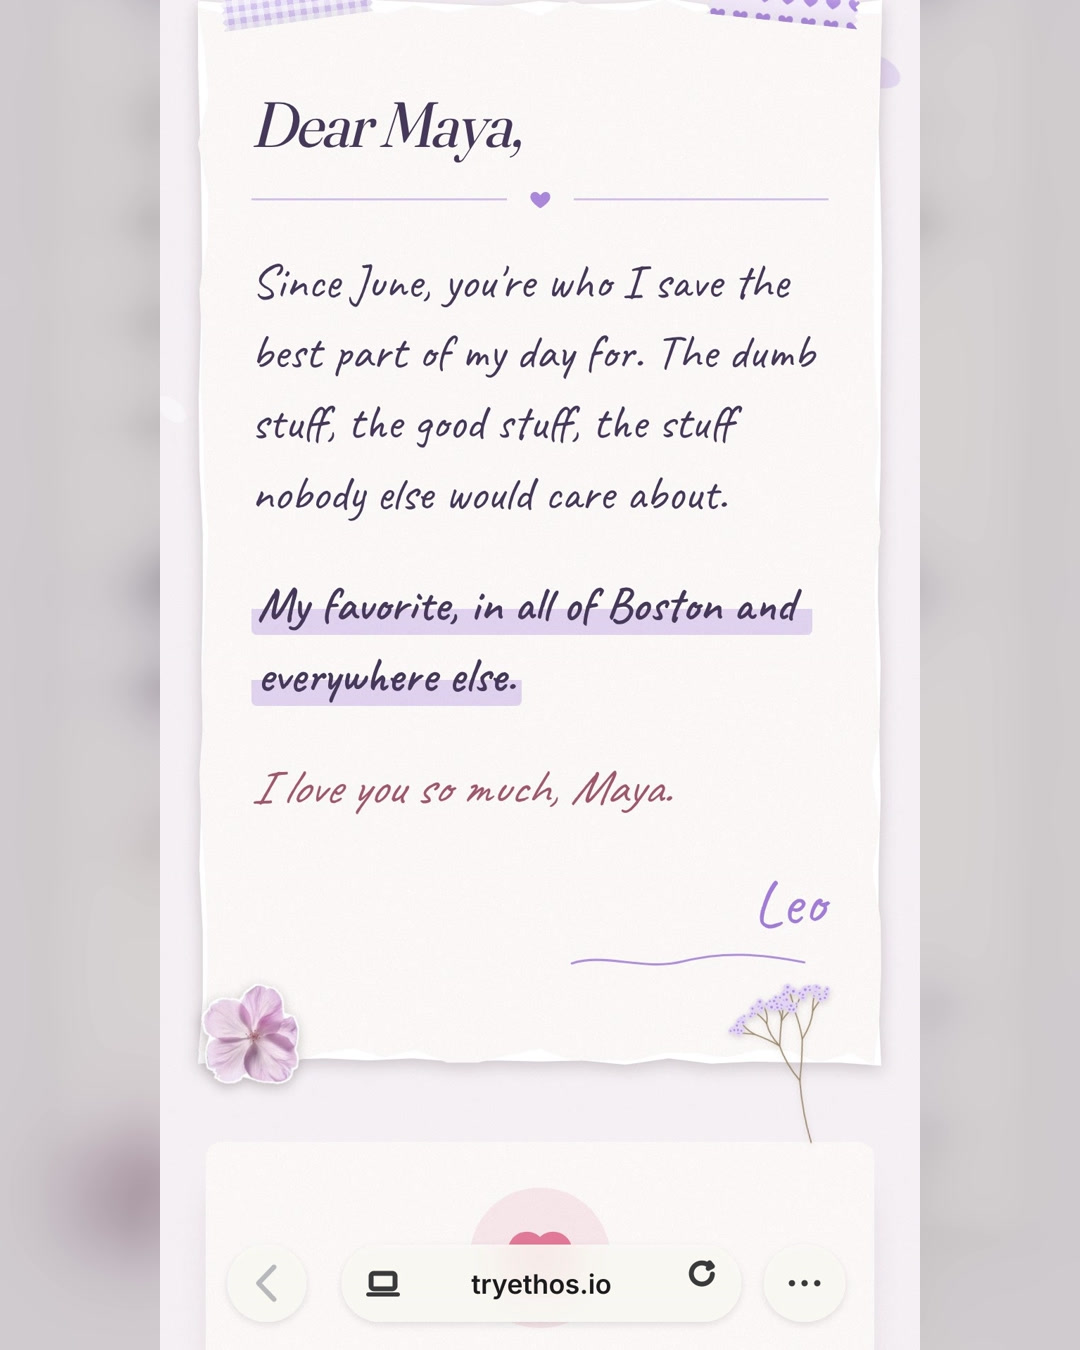 Dear Maya,
Since June, you're who I save the
best part of my day for. The dumb
stuff, the good stuff, the stuff
nobody else would care about.
My favorite, in all of Boston and
everywhere else.
I love you so much, Maya.
Leo
tryethos.io